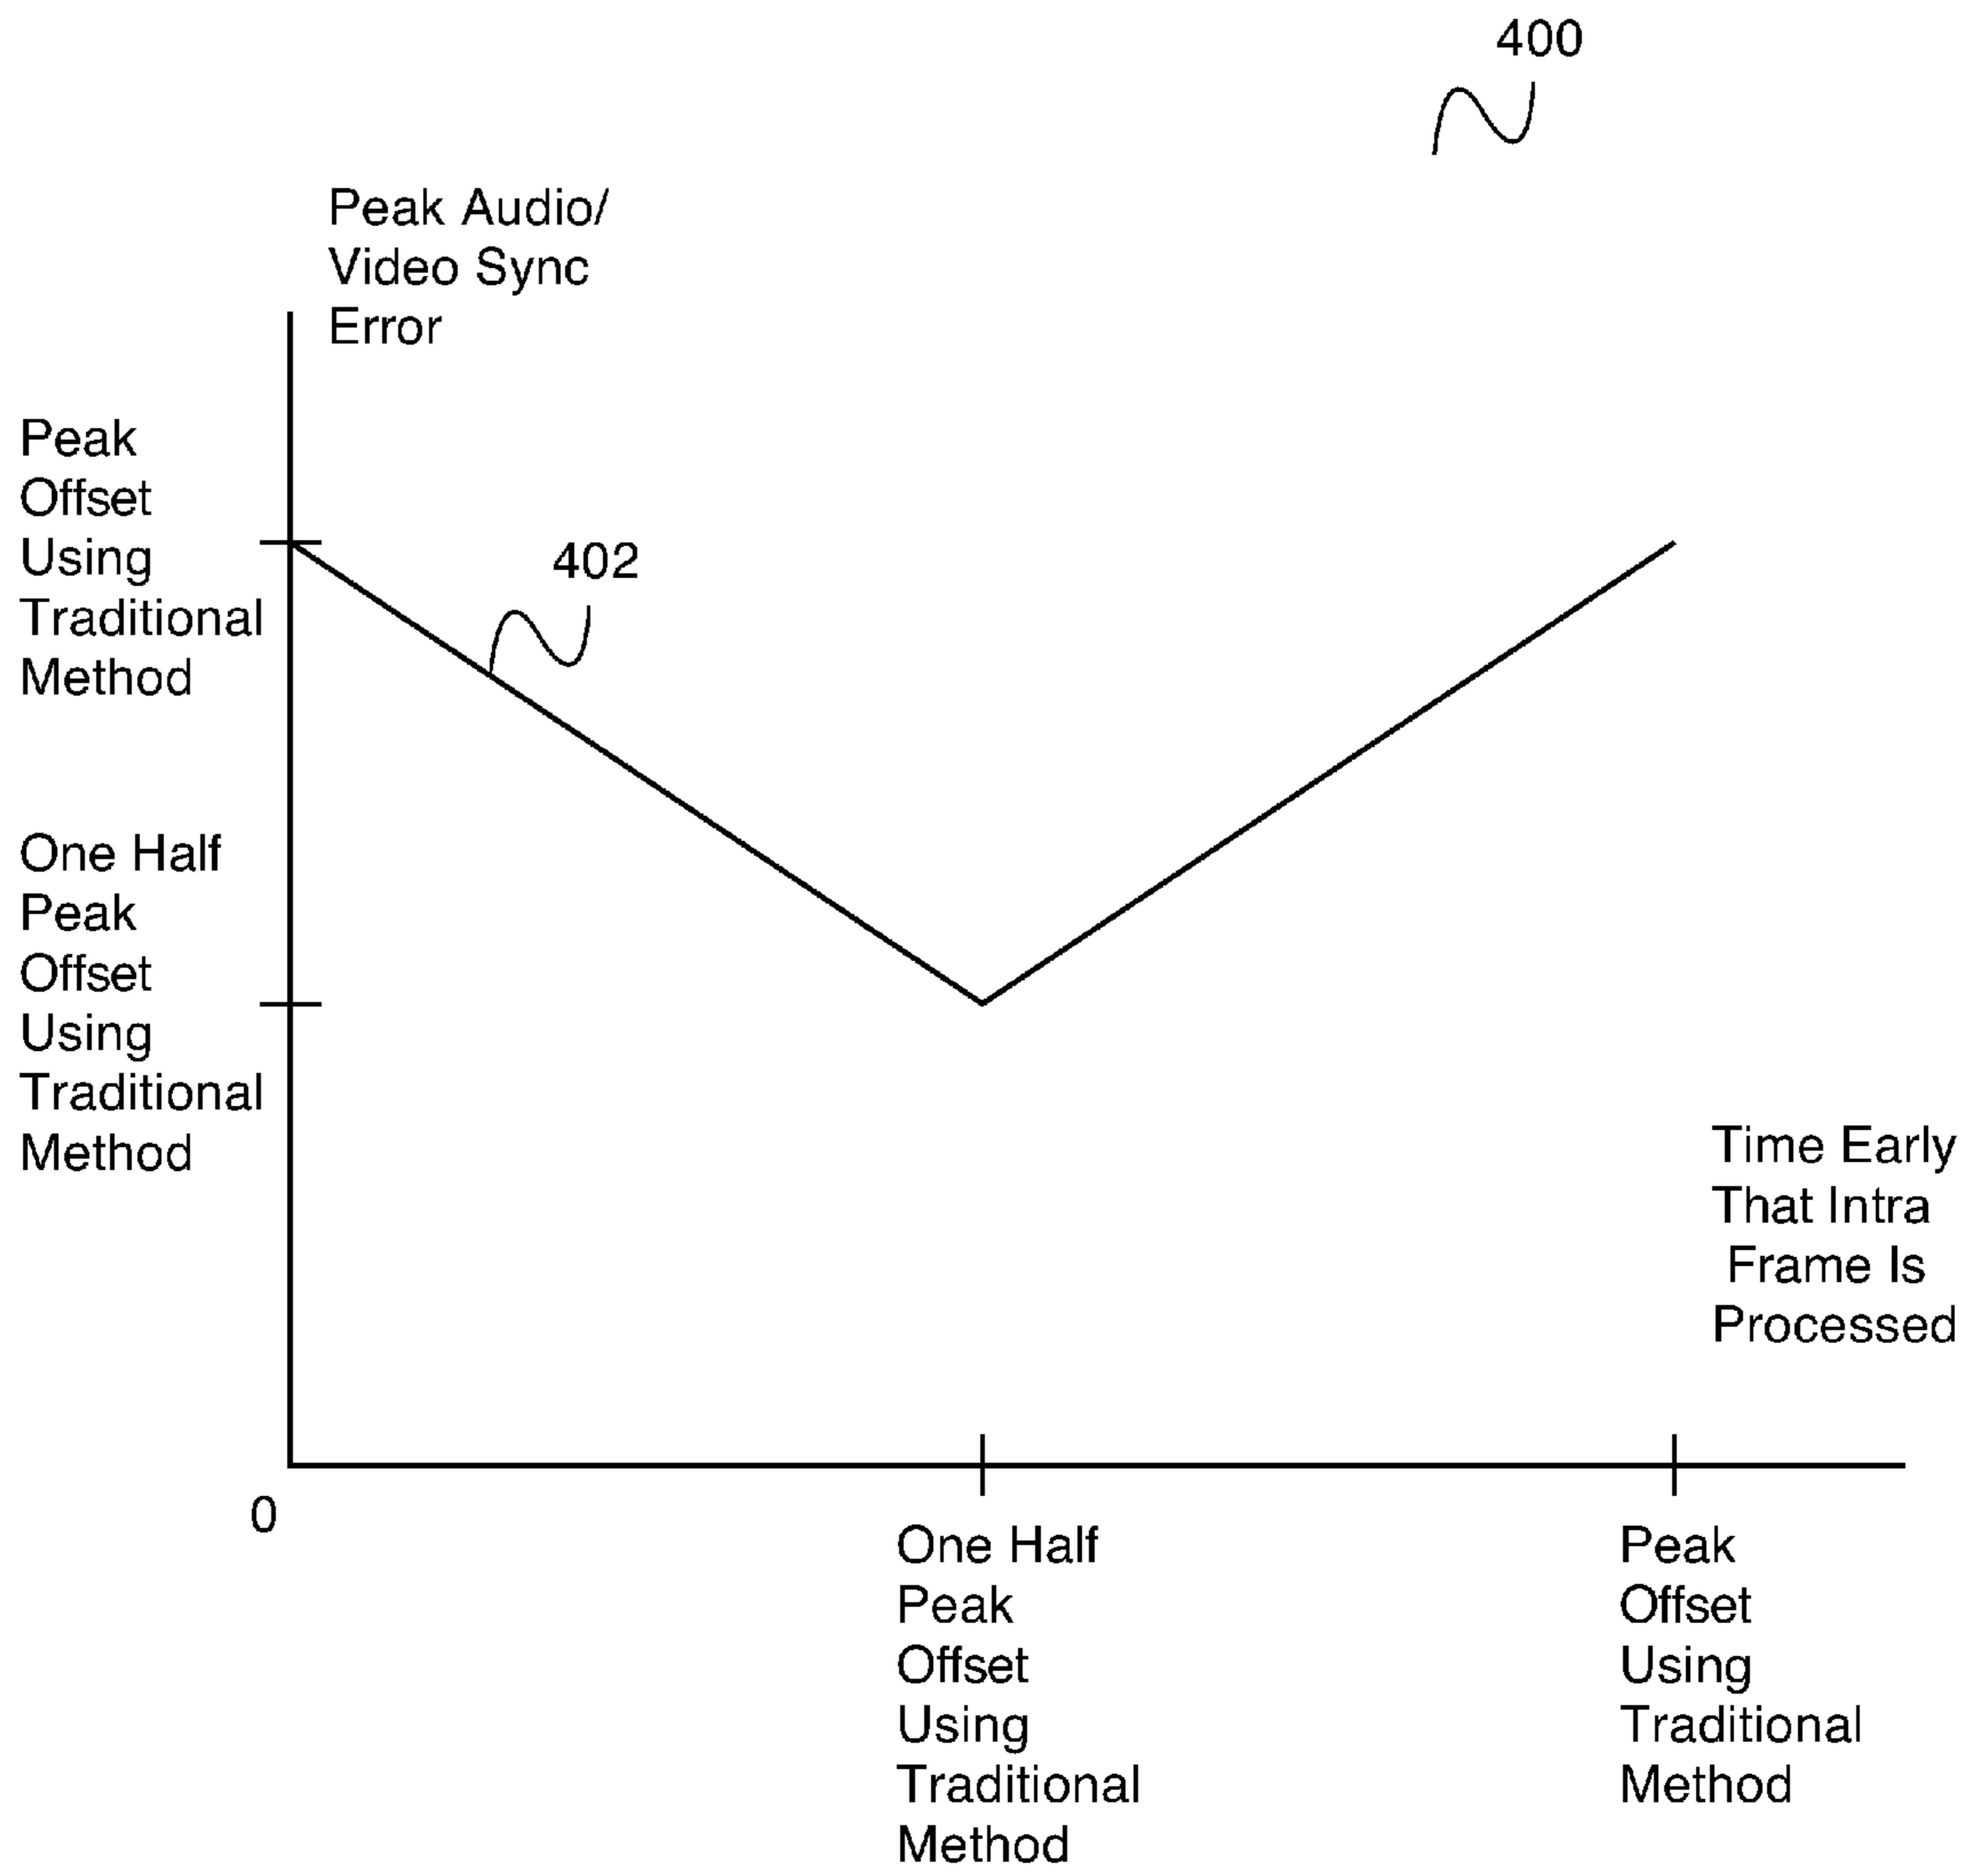 400
Peak Audio/
Video Sync
Error
Peak
Offset
Using
Traditional
Method
402
One Half
Peak
Offset
Using
Traditional
Method
Time Early
That Intra
Frame Is
Processed
0
One Half
Peak
Offset
Using
Traditional
Method
Peak
Offset
Using
Traditional
Method